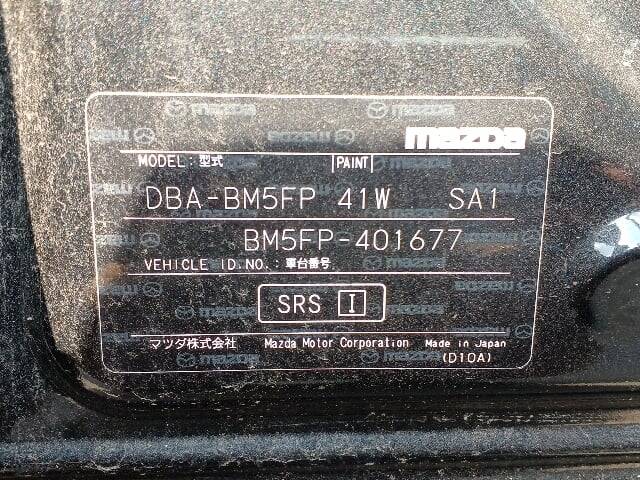 mazda
MODEL:型式 PAINT
DBA-BM5FP 41W SA1
BM5FP-401677
VEHICLE ID.NO.:車台番号
SRS I
マツダ株式会社 Mazda Motor Corporation Made in Japan
(D10A)